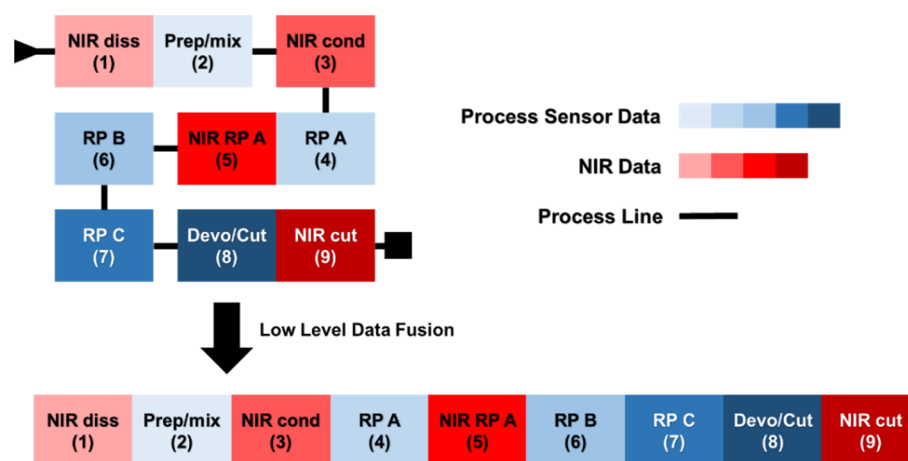 NIR diss Prep/mix NIR cond
(1) (2) (3)
RP B NIR RP A RP A
(6) (5) (4)
RP C Devo/Cut NIR cut
(7) (8) (9)
Process Sensor Data
NIR Data
Process Line
Low Level Data Fusion
NIR diss Prep/mix NIR cond RP A NIR RP A RP B RP C Devo/Cut NIR cut
(1) (2) (3) (4) (5) (6) (7) (8) (9)